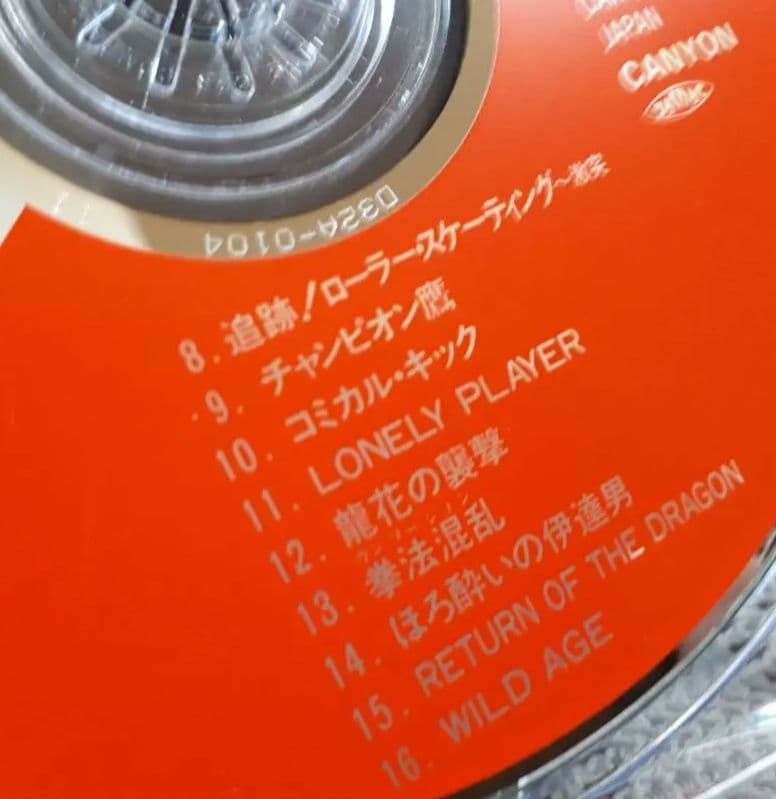 JAPAN
CANYON
D32A-0104
8. 追跡!ローラー・スケーティング〜激突
9. チャンピオン鷹
10. コミカル・キック
11. LONELY PLAYER
12. 龍花の襲撃
13. 拳法混乱
14. ほろ酔いの伊達男
15. RETURN OF THE DRAGON
16. WILD AGE